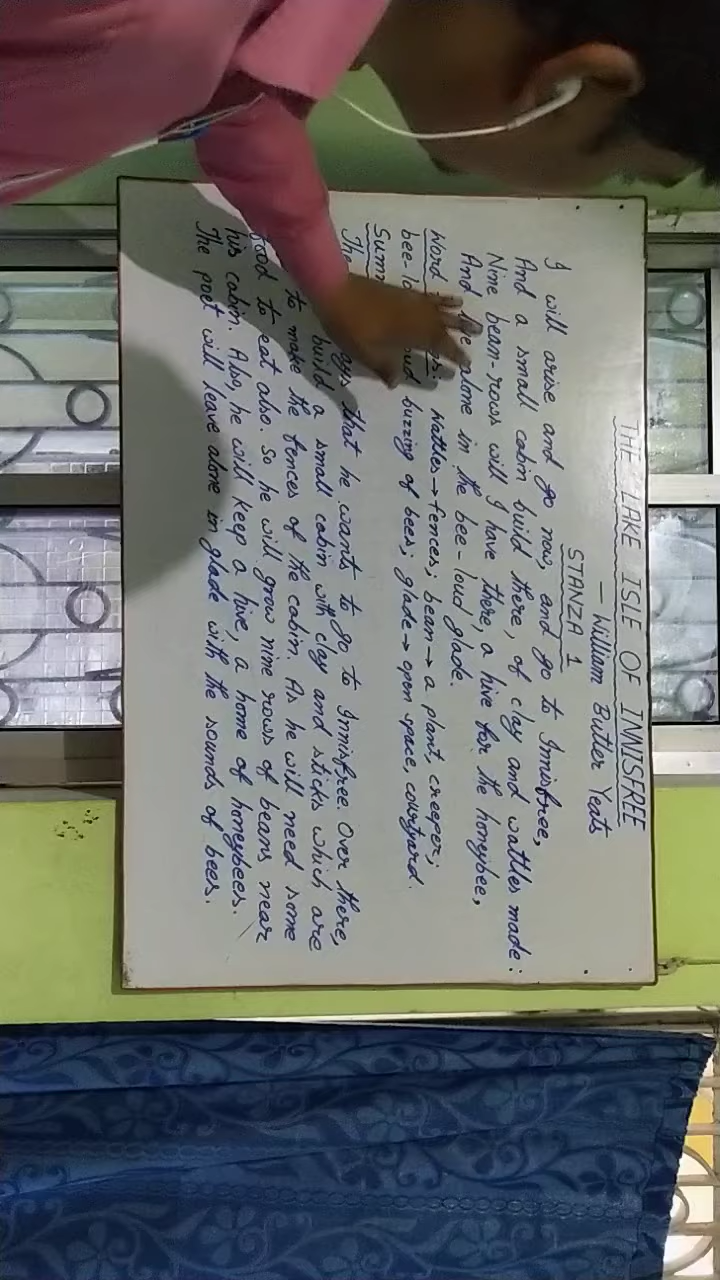 THE LAKE ISLE OF INNISFREE
– William Butler Yeats
STANZA 1
I will arise and go now, and go to Innisfree,
And a small cabin build there, of clay and wattles made:
Nine bean-rows will I have there, a hive for the honeybee,
And alone in the bee-loud glade.
Word wattles → fences; bean → a plant, creeper;
bee-lo buzzing of bees; glade → open space, courtyard.
Summ
The that he wants to go to Innisfree. Over there,
build a small cabin with clay and sticks which are
to make the fences of the cabin. As he will need some
food to eat also. So he will grow nine rows of beans near
his cabin. Also, he will keep a hive, a home of honeybees.
The poet will leave alone in glade with the sounds of bees.